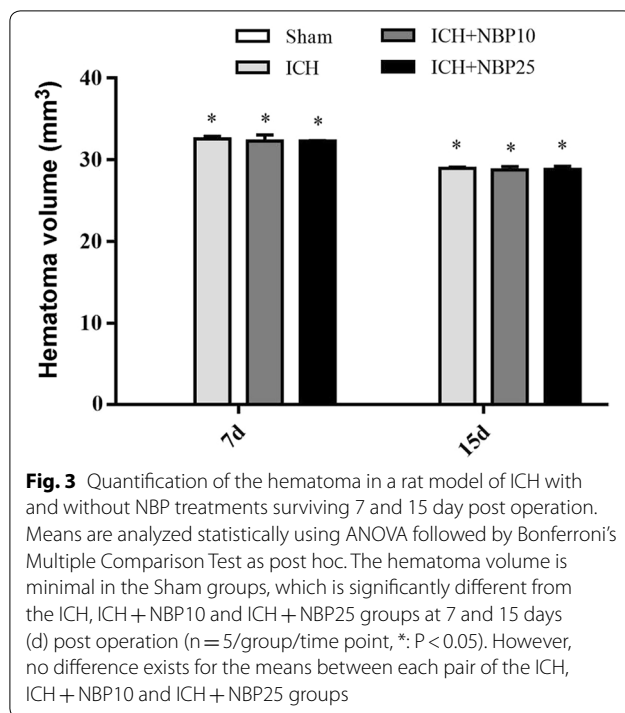 Sham
ICH+NBP10
ICH
ICH+NBP25
Hematoma volume (mm³)
40
30
20
10
0
* * *
* * *
7d
15d
Fig. 3 Quantification of the hematoma in a rat model of ICH with
and without NBP treatments surviving 7 and 15 day post operation.
Means are analyzed statistically using ANOVA followed by Bonferroni’s
Multiple Comparison Test as post hoc. The hematoma volume is
minimal in the Sham groups, which is significantly different from
the ICH, ICH + NBP10 and ICH + NBP25 groups at 7 and 15 days
(d) post operation (n = 5/group/time point, *: P < 0.05). However,
no difference exists for the means between each pair of the ICH,
ICH + NBP10 and ICH + NBP25 groups